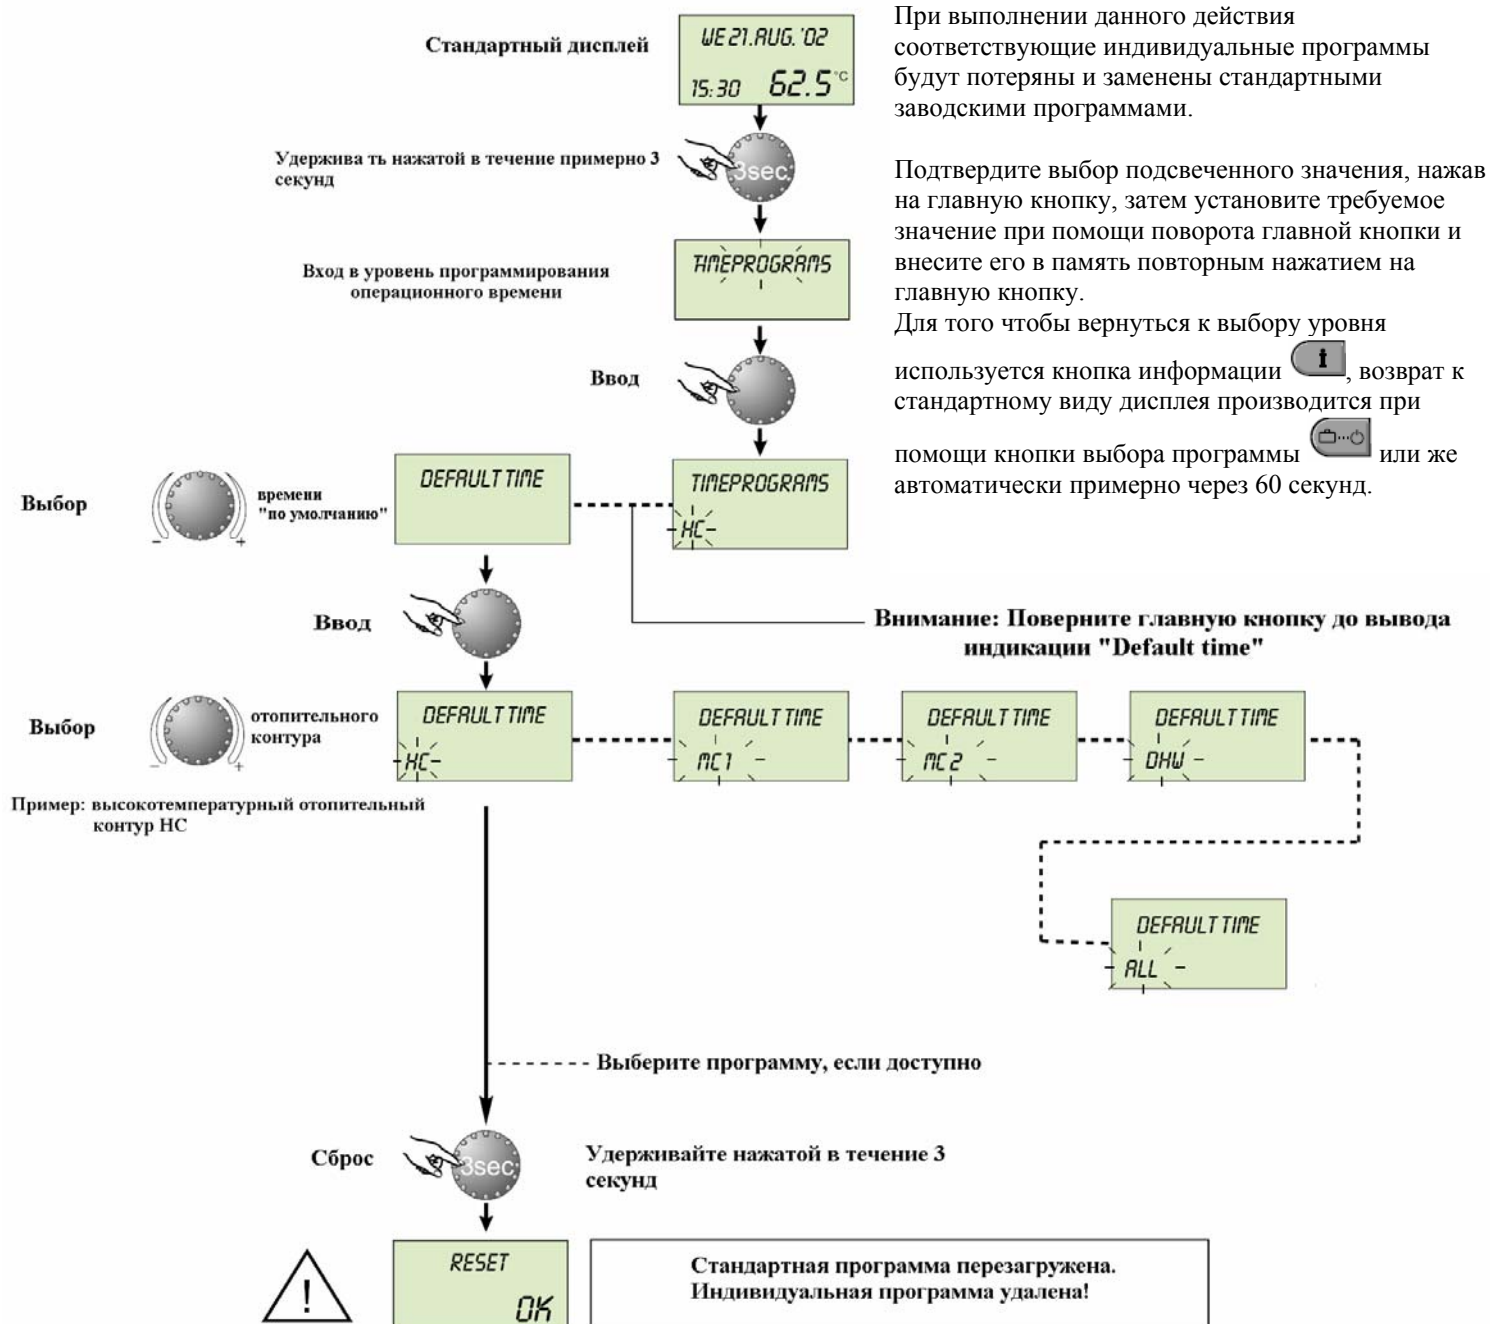 При выполнении данного действия
соответствующие индивидуальные программы
будут потеряны и заменены стандартными
заводскими программами.
Подтвердите выбор подсвеченного значения, нажав
на главную кнопку, затем установите требуемое
значение при помощи поворота главной кнопки и
внесите его в память повторным нажатием на
главную кнопку.
Для того чтобы вернуться к выбору уровня
используется кнопка информации i, возврат к
стандартному виду дисплея производится при
помощи кнопки выбора программы или же
автоматически примерно через 60 секунд.
Стандартный дисплей
WE 21.AUG.'02
15:30 62.5°C
Удержива ть нажатой в течение примерно 3
секунд
3sec.
Вход в уровень программирования
операционного времени
TIMEPROGRAMS
Ввод
Выбор
- +
времени
"по умолчанию"
DEFAULT TIME
TIMEPROGRAMS
HC
Ввод
Внимание: Поверните главную кнопку до вывода
индикации "Default time"
Выбор
- +
отопительного
контура
DEFAULT TIME
HC
DEFAULT TIME
MC1
DEFAULT TIME
MC2
DEFAULT TIME
DHW
Пример: высокотемпературный отопительный
контур HC
DEFAULT TIME
ALL
Выберите программу, если доступно
Сброс
3sec.
Удерживайте нажатой в течение 3
секунд
!
RESET
OK
Стандартная программа перезагружена.
Индивидуальная программа удалена!